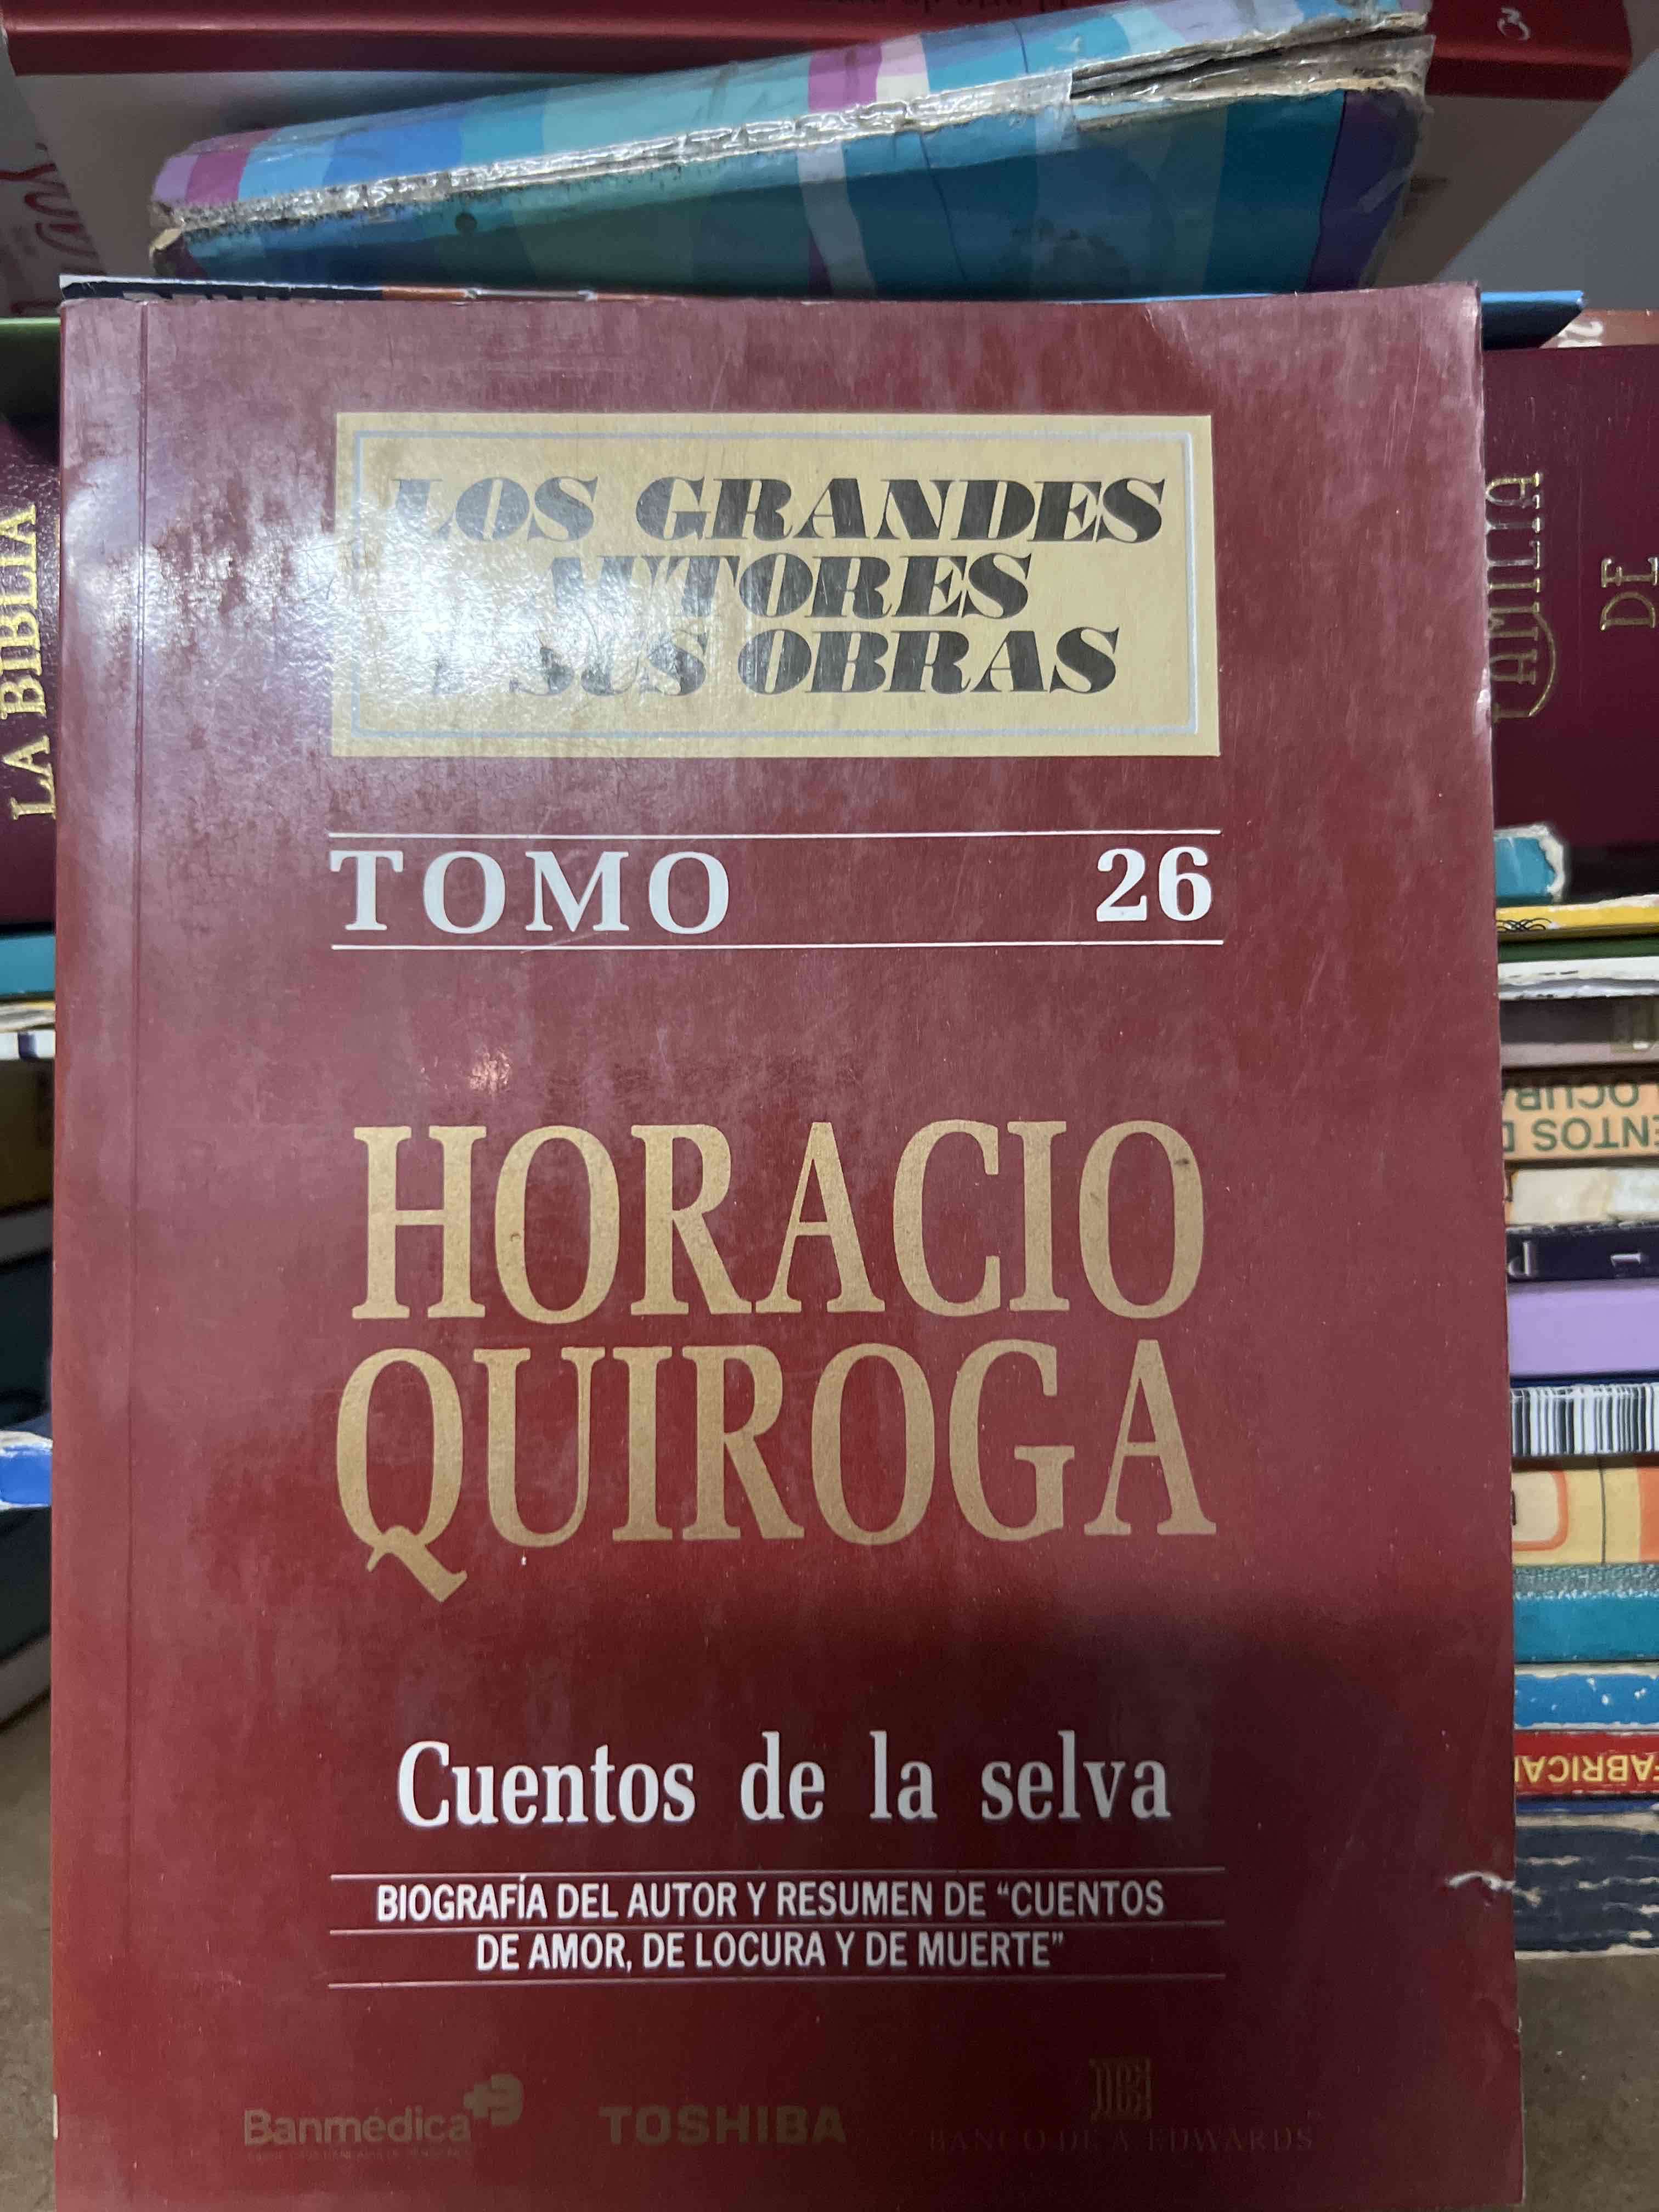 LOS GRANDES
AUTORES
Y SUS OBRAS
TOMO 26
HORACIO
QUIROGA
Cuentos de la selva
BIOGRAFÍA DEL AUTOR Y RESUMEN DE “CUENTOS
DE AMOR, DE LOCURA Y DE MUERTE”
Banmédica
TOSHIBA
BANCO DE A. EDWARDS
LA BIBLIA
FAMILIA
DE
3